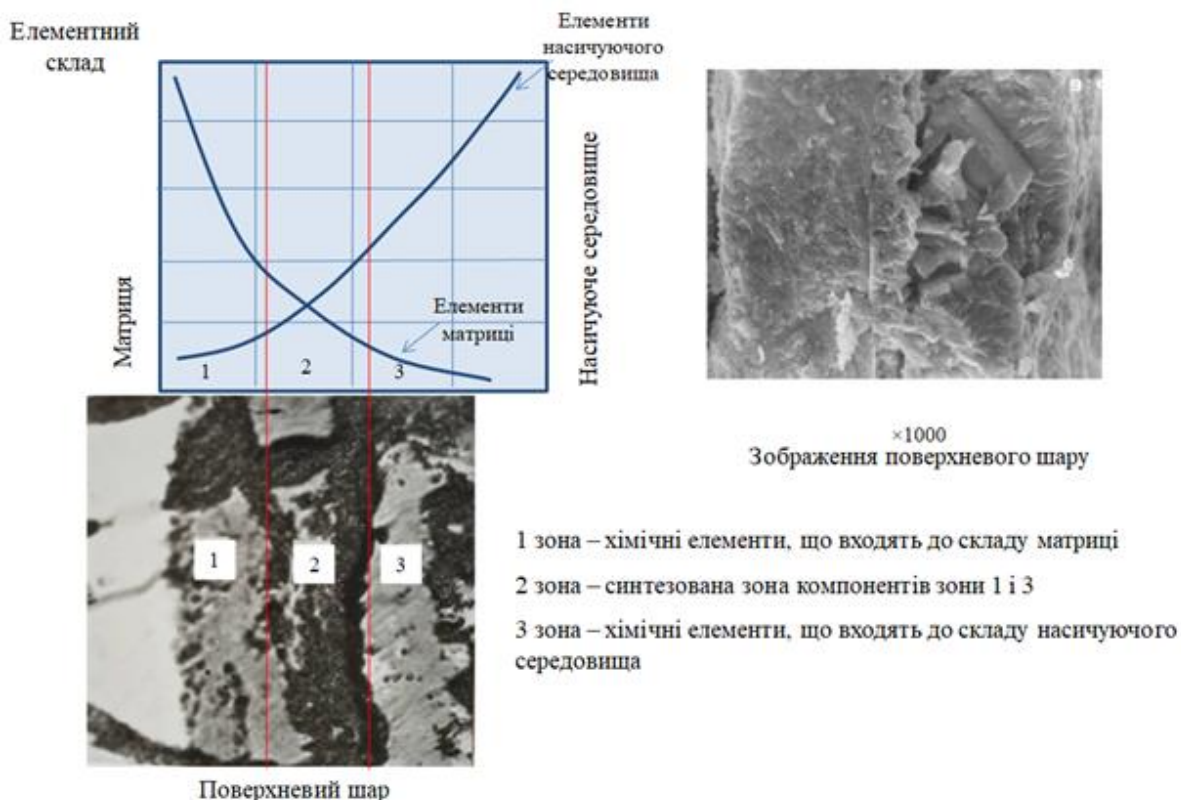 Елементний
склад
Елементи
насичуючого
середовища
Матриця
Насичуюче середовище
Елементи
матриці
1
2
3
×1000
Зображення поверхневого шару
1
2
3
1 зона – хімічні елементи, що входять до складу матриці
2 зона – синтезована зона компонентів зони 1 і 3
3 зона – хімічні елементи, що входять до складу насичуючого
середовища
Поверхневий шар